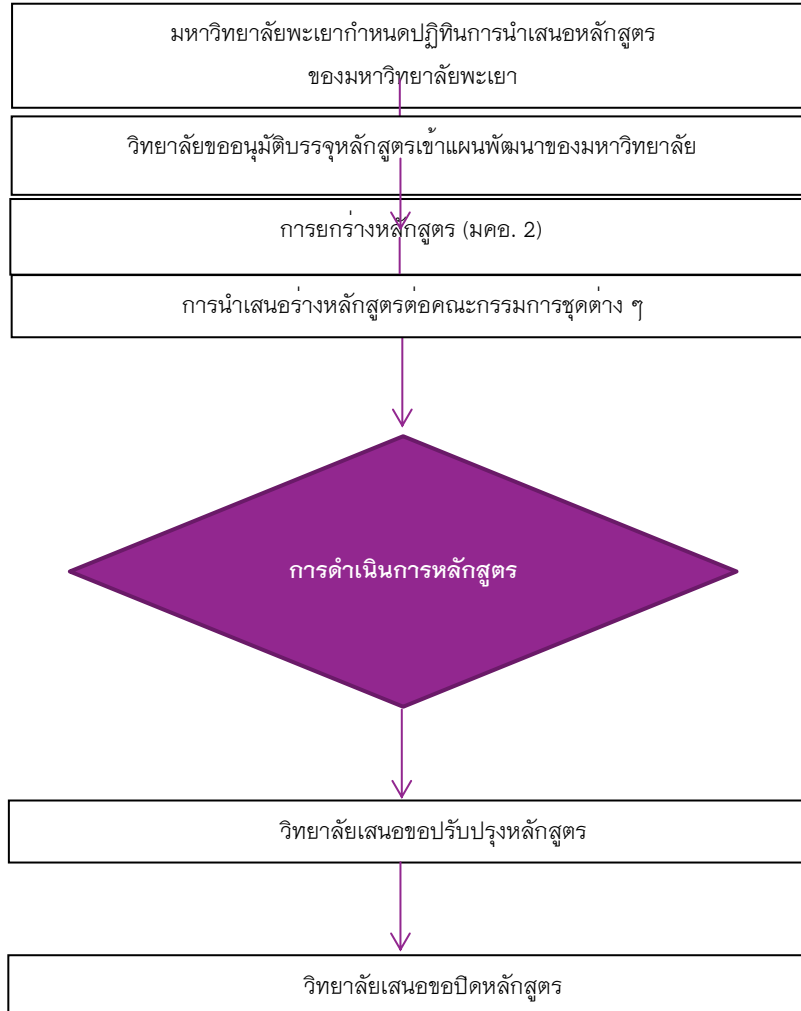 มหาวิทยาลัยพะเยากำหนดปฏิทินการนำเสนอหลักสูตร
ของมหาวิทยาลัยพะเยา
วิทยาลัยขออนุมัติบรรจุหลักสูตรเข้าแผนพัฒนาของมหาวิทยาลัย
การยกร่างหลักสูตร (มคอ. 2)
การนำเสนอร่างหลักสูตรต่อคณะกรรมการชุดต่าง ๆ
การดำเนินการหลักสูตร
วิทยาลัยเสนอขอปรับปรุงหลักสูตร
วิทยาลัยเสนอขอปิดหลักสูตร